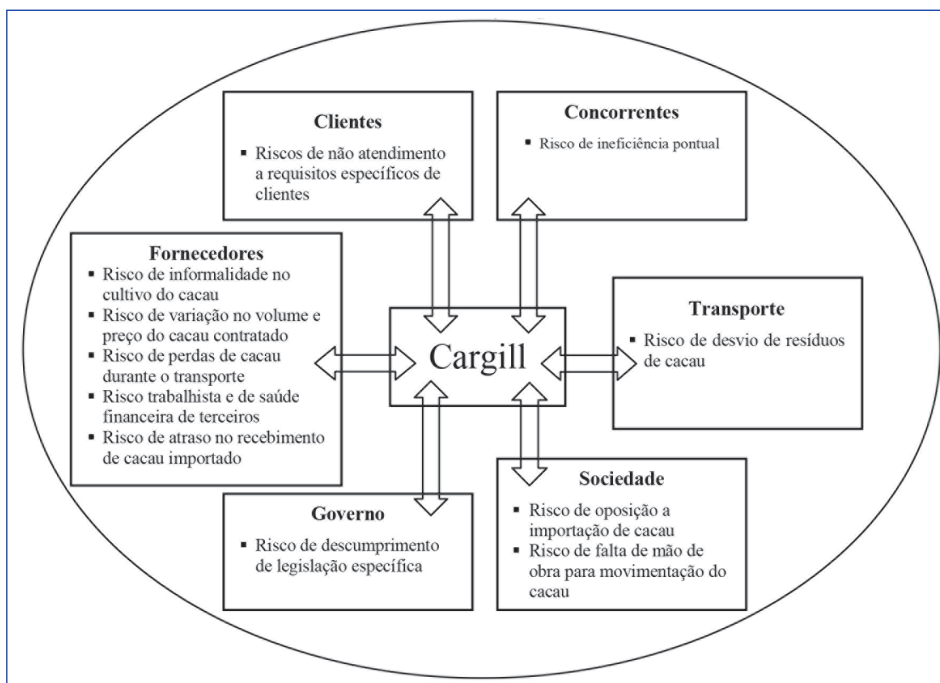 Clientes
▪ Riscos de não atendimento
a requisitos específicos de
clientes
Concorrentes
▪ Risco de ineficiência pontual
Fornecedores
▪ Risco de informalidade no
cultivo do cacau
▪ Risco de variação no volume e
preço do cacau contratado
▪ Risco de perdas de cacau
durante o transporte
▪ Risco trabalhista e de saúde
financeira de terceiros
▪ Risco de atraso no recebimento
de cacau importado
Cargill
Transporte
▪ Risco de desvio de resíduos
de cacau
Governo
▪ Risco de descumprimento
de legislação específica
Sociedade
▪ Risco de oposição a
importação de cacau
▪ Risco de falta de mão de
obra para movimentação do
cacau